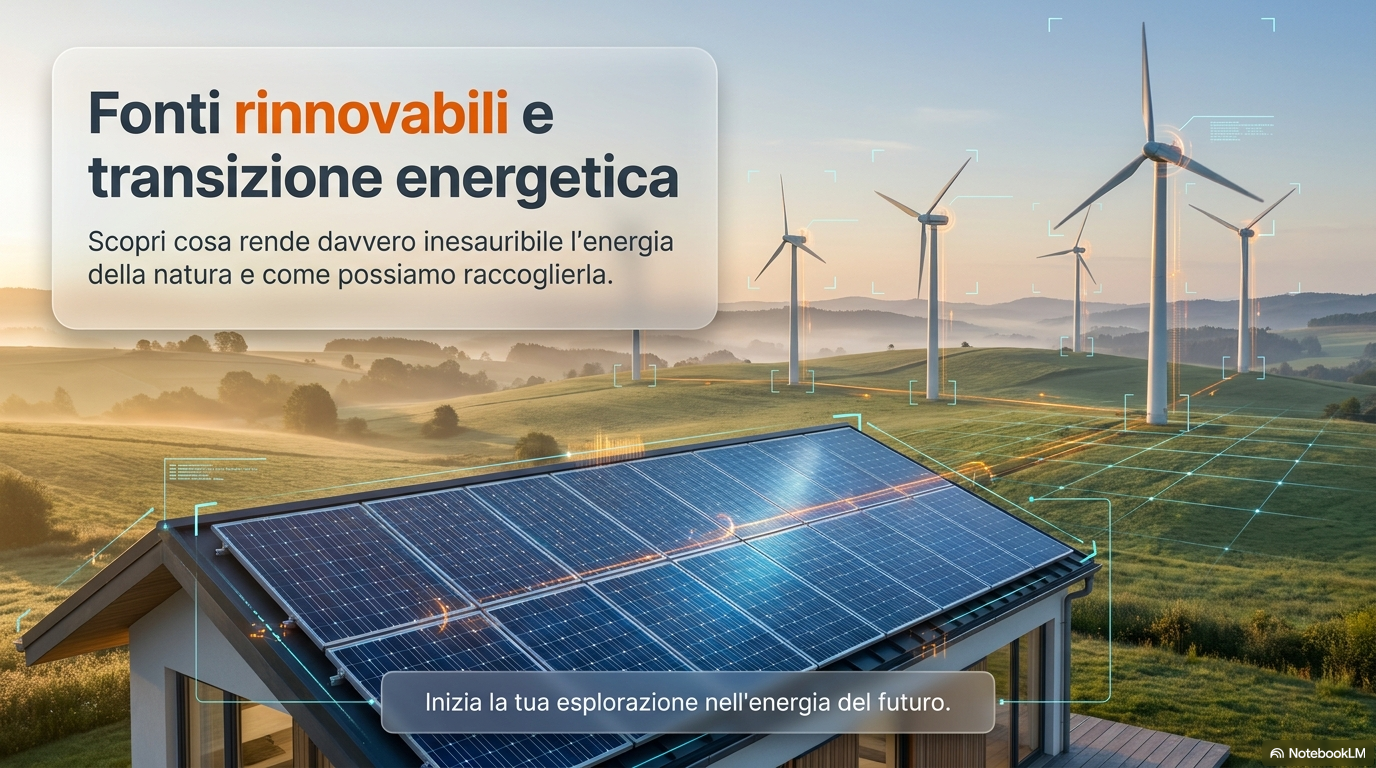 Fonti rinnovabili e
transizione energetica
Scopri cosa rende davvero inesauribile l’energia
della natura e come possiamo raccoglierla.
Inizia la tua esplorazione nell'energia del futuro.
NotebookLM